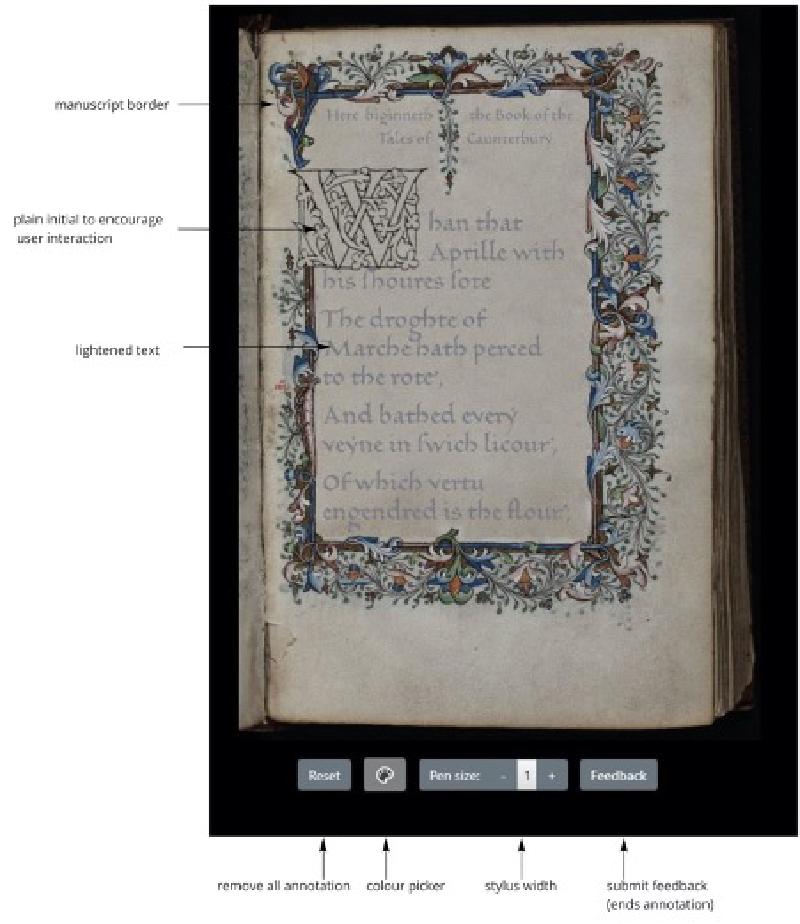 manuscript border
Here biginneth the Book of the
Tales of Caunterbury
plain initial to encourage
user interaction
W
han that
Aprille with
his ſhoures ſote
lightened text
The droghte of
Marche hath perced
to the rote,
And bathed every
veyne in ſwich licour,
Of which vertu
engendred is the flour,
Reset
Pen size: - 1 +
Feedback
remove all annotation
colour picker
stylus width
submit feedback
(ends annotation)